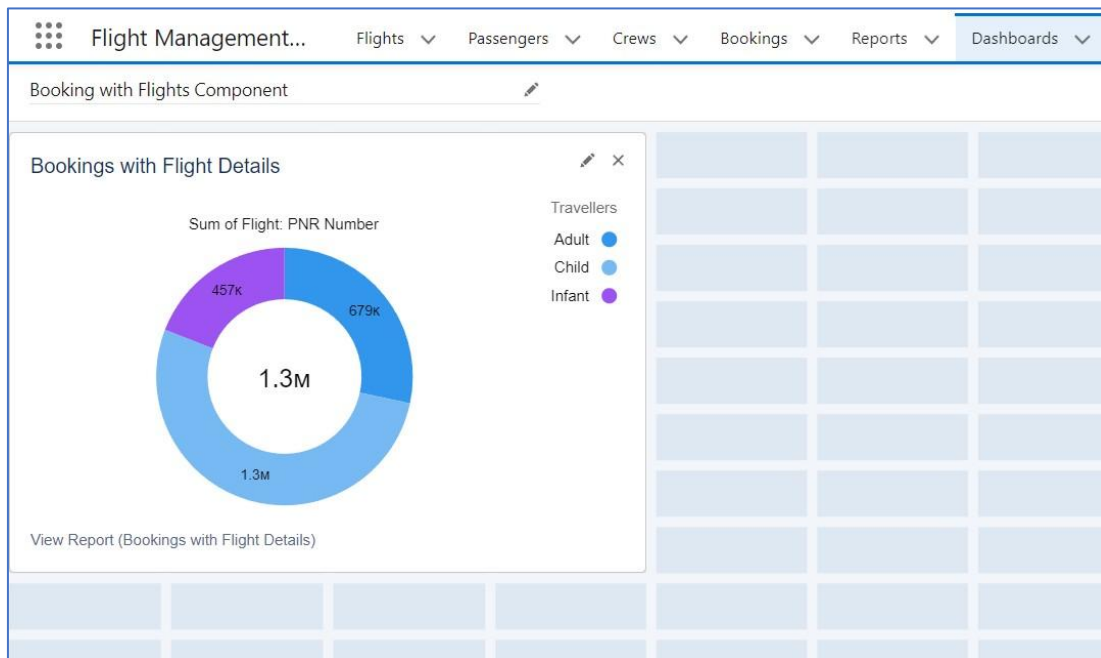 Flight Management... Flights Passengers Crews Bookings Reports Dashboards
Booking with Flights Component
Bookings with Flight Details
Travellers
Sum of Flight: PNR Number
Adult
Child
Infant
457K
679K
1.3M
1.3M
View Report (Bookings with Flight Details)